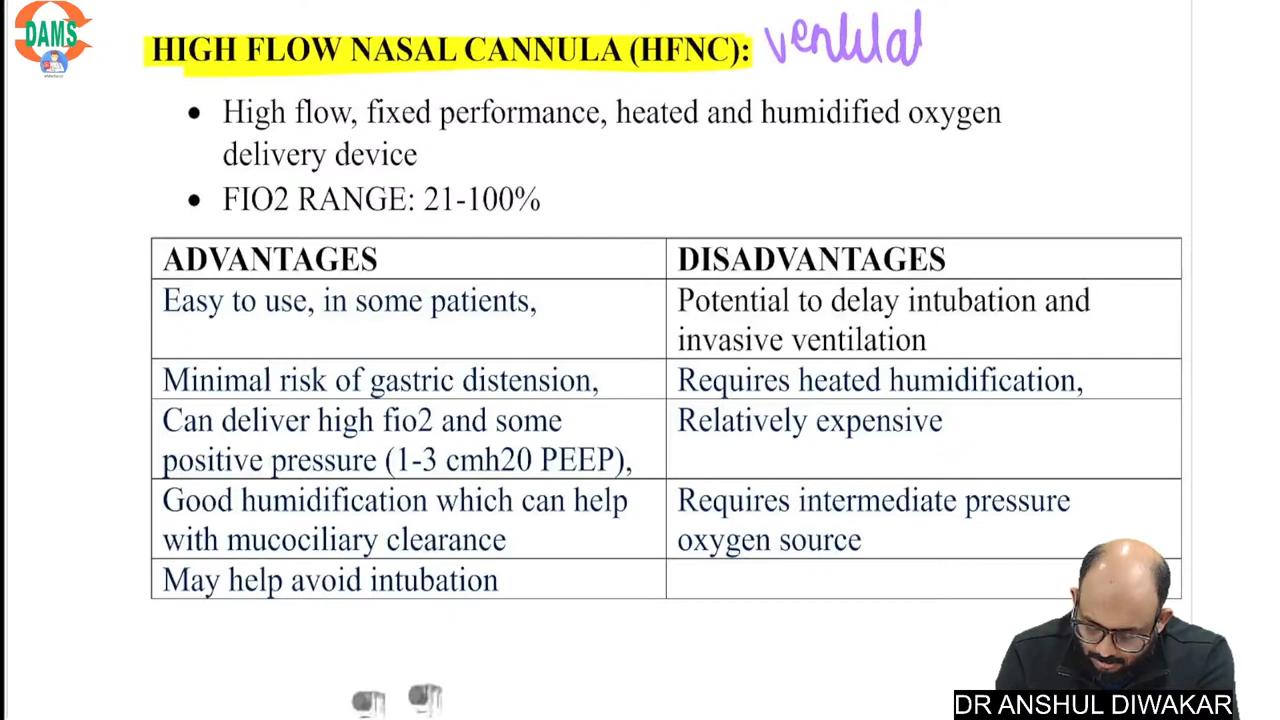 DAMS
HIGH FLOW NASAL CANNULA (HFNC):
• High flow, fixed performance, heated and humidified oxygen
delivery device
• FIO2 RANGE: 21-100%
ADVANTAGES
DISADVANTAGES
Easy to use, in some patients,
Potential to delay intubation and
invasive ventilation
Minimal risk of gastric distension,
Requires heated humidification,
Can deliver high fio2 and some
positive pressure (1-3 cmh20 PEEP),
Relatively expensive
Good humidification which can help
with mucociliary clearance
Requires intermediate pressure
oxygen source
May help avoid intubation
DR ANSHUL DIWAKAR